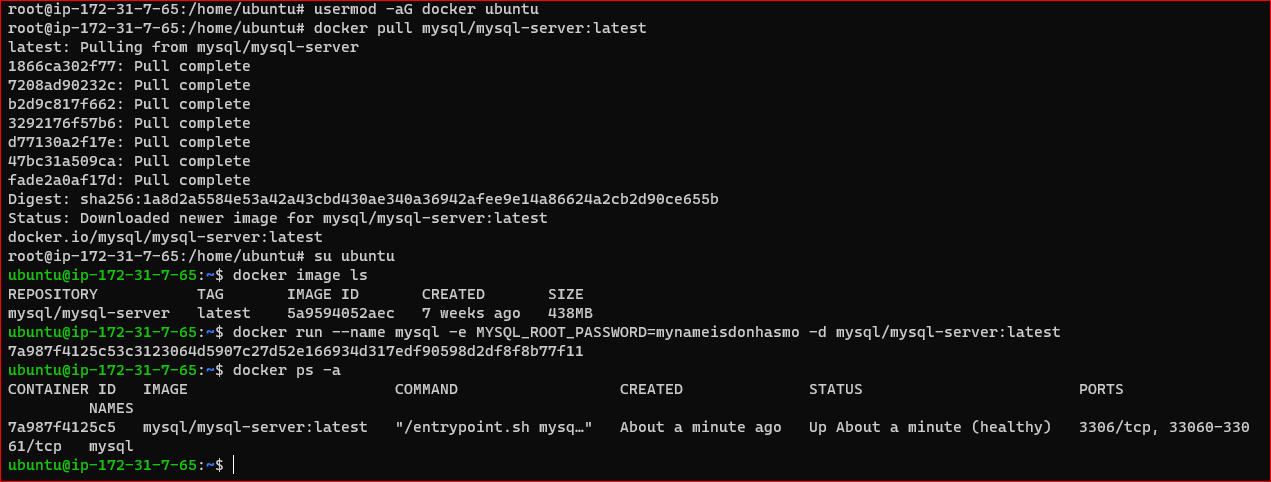 root@ip-172-31-7-65:/home/ubuntu# usermod -aG docker ubuntu
root@ip-172-31-7-65:/home/ubuntu# docker pull mysql/mysql-server:latest
latest: Pulling from mysql/mysql-server
1866ca302f77: Pull complete
7208ad90232c: Pull complete
b2d9c817f662: Pull complete
3292176f57b6: Pull complete
d77130a2f17e: Pull complete
47bc31a509ca: Pull complete
fade2a0af17d: Pull complete
Digest: sha256:1a8d2a5584e53a42a43cbd430ae340a36942afee9e14a86624a2cb2d90ce655b
Status: Downloaded newer image for mysql/mysql-server:latest
docker.io/mysql/mysql-server:latest
root@ip-172-31-7-65:/home/ubuntu# su ubuntu
ubuntu@ip-172-31-7-65:~$ docker image ls
REPOSITORY           TAG       IMAGE ID       CREATED       SIZE
mysql/mysql-server   latest    5a9594052aec   7 weeks ago   438MB
ubuntu@ip-172-31-7-65:~$ docker run --name mysql -e MYSQL_ROOT_PASSWORD=mynameisdonhasmo -d mysql/mysql-server:latest
7a987f4125c53c3123064d5907c27d52e166934d317edf90598d2df8f8b77f11
ubuntu@ip-172-31-7-65:~$ docker ps -a
CONTAINER ID   IMAGE                       COMMAND                  CREATED              STATUS                        PORTS
         NAMES
7a987f4125c5   mysql/mysql-server:latest   "/entrypoint.sh mysq…"   About a minute ago   Up About a minute (healthy)   3306/tcp, 33060-330
61/tcp   mysql
ubuntu@ip-172-31-7-65:~$